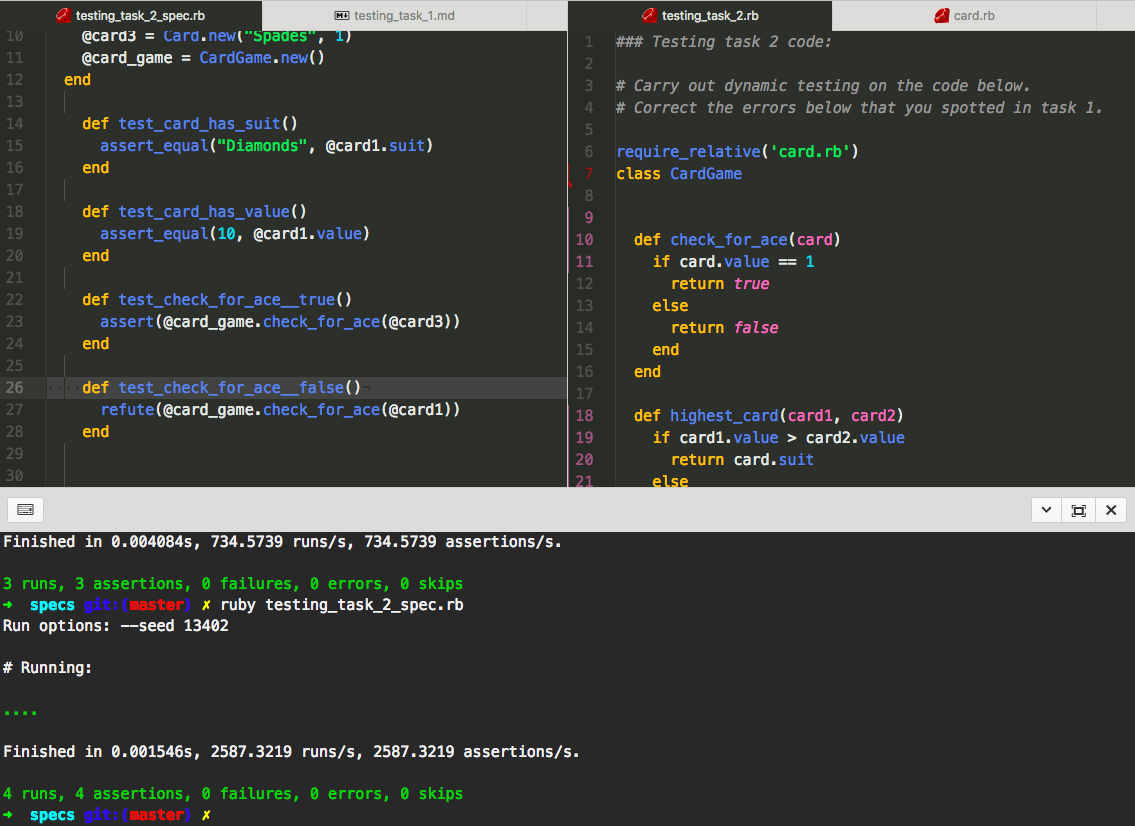 testing_task_2_spec.rb
testing_task_1.md
10 @card3 = Card.new("Spades", 1)
11 @card_game = CardGame.new()
12 end
13
14 def test_card_has_suit()
15 assert_equal("Diamonds", @card1.suit)
16 end
17
18 def test_card_has_value()
19 assert_equal(10, @card1.value)
20 end
21
22 def test_check_for_ace__true()
23 assert(@card_game.check_for_ace(@card3))
24 end
25
26 def test_check_for_ace__false()
27 refute(@card_game.check_for_ace(@card1))
28 end
29
30
testing_task_2.rb
card.rb
1 ### Testing task 2 code:
2
3 # Carry out dynamic testing on the code below.
4 # Correct the errors below that you spotted in task 1.
5
6 require_relative('card.rb')
7 class CardGame
8
9
10 def check_for_ace(card)
11 if card.value == 1
12 return true
13 else
14 return false
15 end
16 end
17
18 def highest_card(card1, card2)
19 if card1.value > card2.value
20 return card.suit
21 else
Finished in 0.004084s, 734.5739 runs/s, 734.5739 assertions/s.
3 runs, 3 assertions, 0 failures, 0 errors, 0 skips
➜ specs git:(master) ✗ ruby testing_task_2_spec.rb
Run options: --seed 13402
# Running:
....
Finished in 0.001546s, 2587.3219 runs/s, 2587.3219 assertions/s.
4 runs, 4 assertions, 0 failures, 0 errors, 0 skips
➜ specs git:(master) ✗